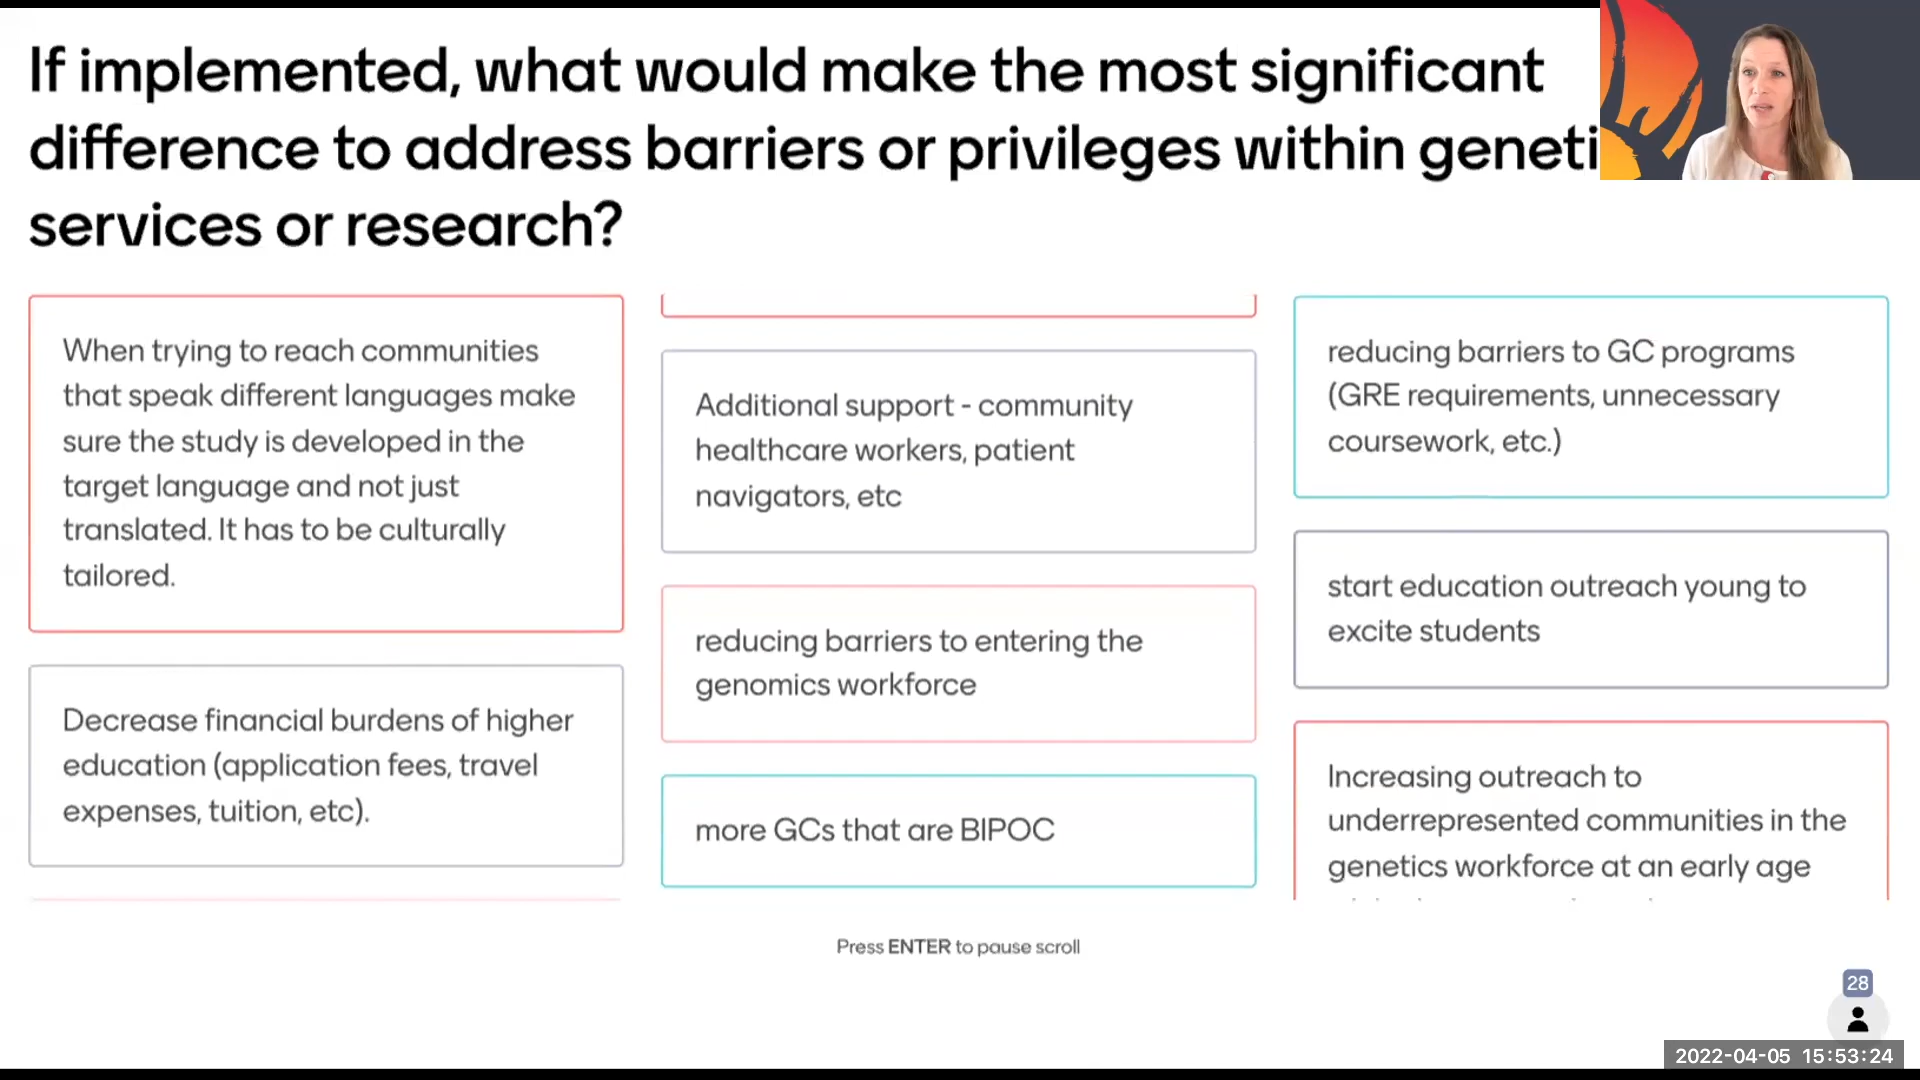 If implemented, what would make the most significant
difference to address barriers or privileges within geneti
services or research?
When trying to reach communities
that speak different languages make
sure the study is developed in the
target language and not just
translated. It has to be culturally
tailored.
Decrease financial burdens of higher
education (application fees, travel
expenses, tuition, etc).
Additional support - community
healthcare workers, patient
navigators, etc
reducing barriers to entering the
genomics workforce
more GCs that are BIPOC
reducing barriers to GC programs
(GRE requirements, unnecessary
coursework, etc.)
start education outreach young to
excite students
Increasing outreach to
underrepresented communities in the
genetics workforce at an early age
Press ENTER to pause scroll
28
2022-04-05 15:53:24